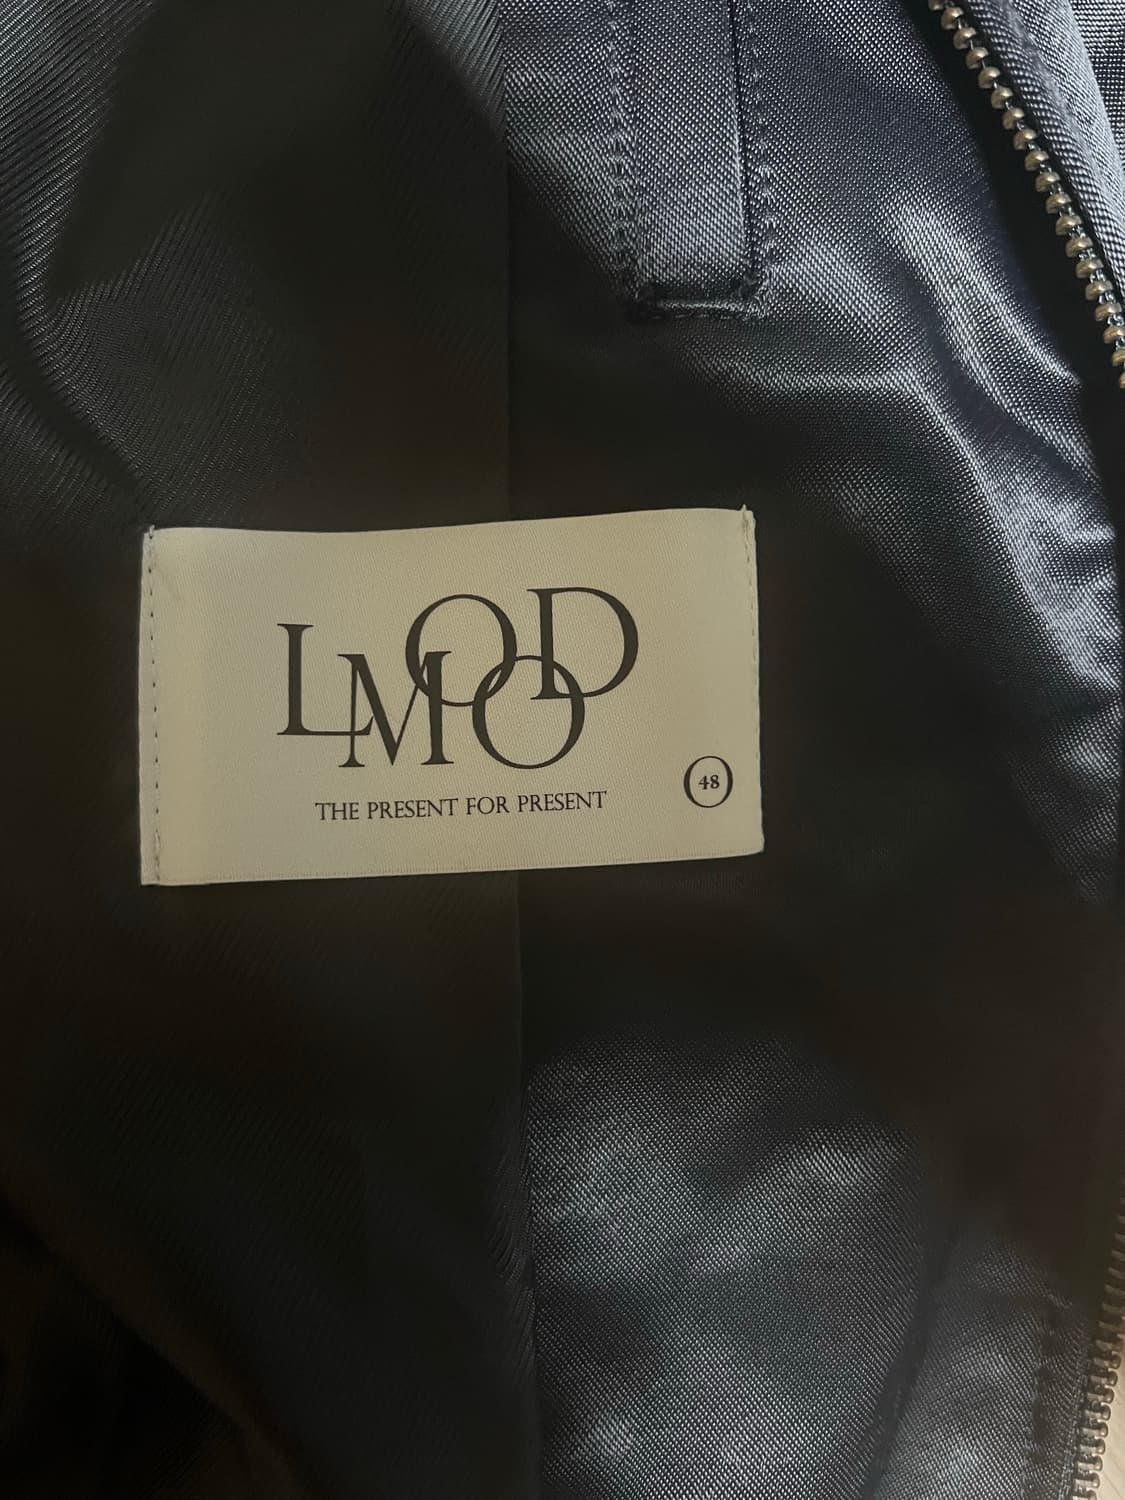 LMOOD
THE PRESENT FOR PRESENT
48